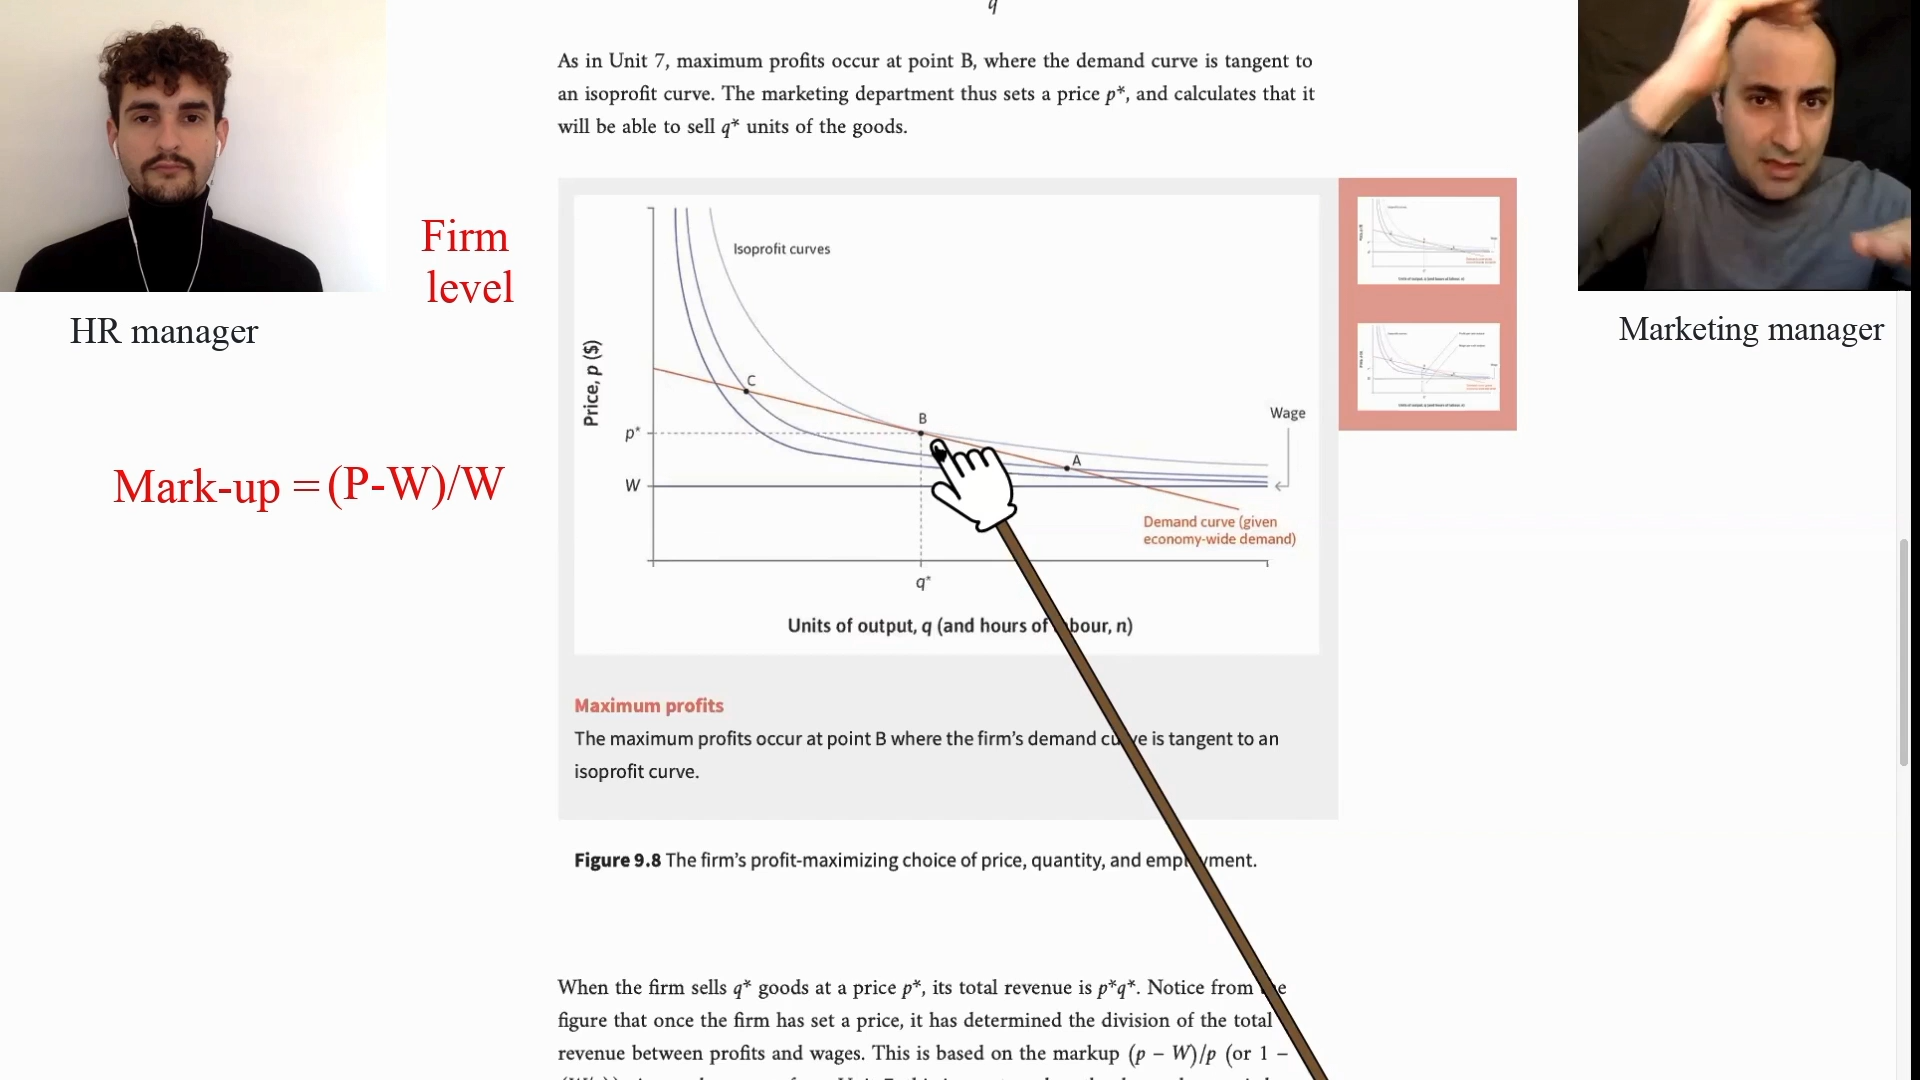 q
As in Unit 7, maximum profits occur at point B, where the demand curve is tangent to
an isoprofit curve. The marketing department thus sets a price p*, and calculates that it
will be able to sell q* units of the goods.
Firm
level
HR manager
Marketing manager
Mark-up = (P-W)/W
Isoprofit curves
Price, p ($)
C
B
A
p*
W
Wage
Demand curve (given
economy-wide demand)
q*
Units of output, q (and hours of labour, n)
Maximum profits
The maximum profits occur at point B where the firm's demand curve is tangent to an
isoprofit curve.
Figure 9.8 The firm's profit-maximizing choice of price, quantity, and employment.
When the firm sells q* goods at a price p*, its total revenue is p*q*. Notice from the
figure that once the firm has set a price, it has determined the division of the total
revenue between profits and wages. This is based on the markup (p − W)/p (or 1 −